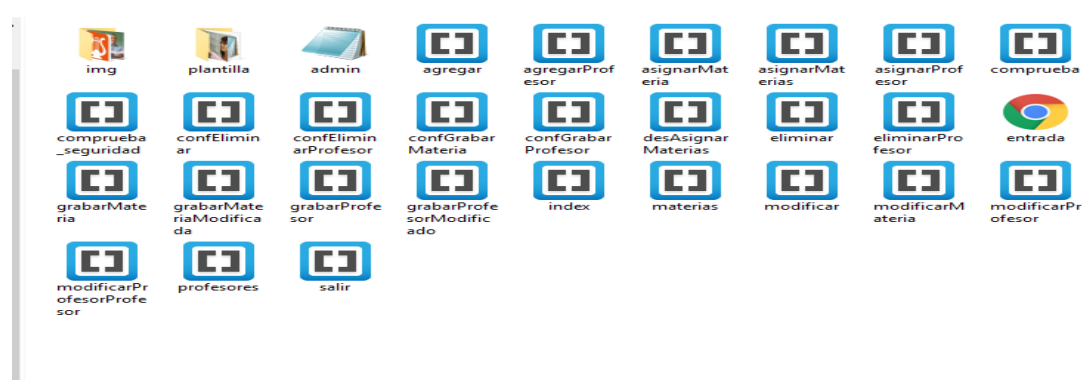 img
plantilla
admin
agregar
agregarProf
esor
asignarMat
eria
asignarMat
erias
asignarProf
esor
comprueba
comprueba
_seguridad
confElimin
ar
confElimin
arProfesor
confGrabar
Materia
confGrabar
Profesor
desAsignar
Materias
eliminar
eliminarPro
fesor
entrada
grabarMate
ria
grabarMate
riaModifica
da
grabarProfe
sor
grabarProfe
sorModific
ado
index
materias
modificar
modificarM
ateria
modificarPr
ofesor
modificarPr
ofesorProfe
sor
profesores
salir